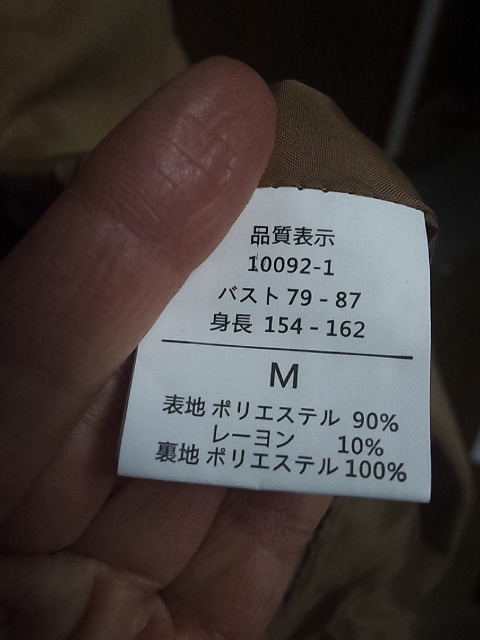 品質表示
10092-1
バスト 79 - 87
身長 154 - 162
M
表地 ポリエステル 90%
レーヨン 10%
裏地 ポリエステル 100%